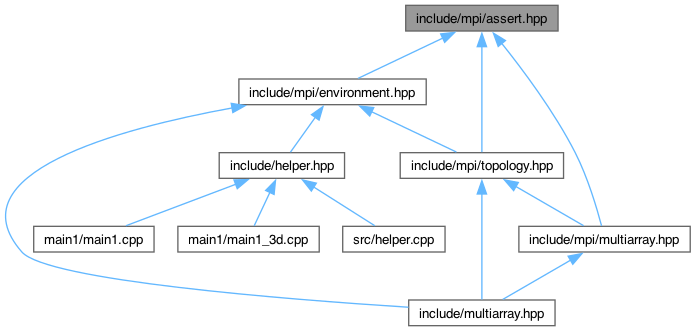 include/mpi/assert.hpp
include/mpi/environment.hpp
include/helper.hpp
include/mpi/topology.hpp
main1/main1.cpp
main1/main1_3d.cpp
src/helper.cpp
include/mpi/multiarray.hpp
include/multiarray.hpp